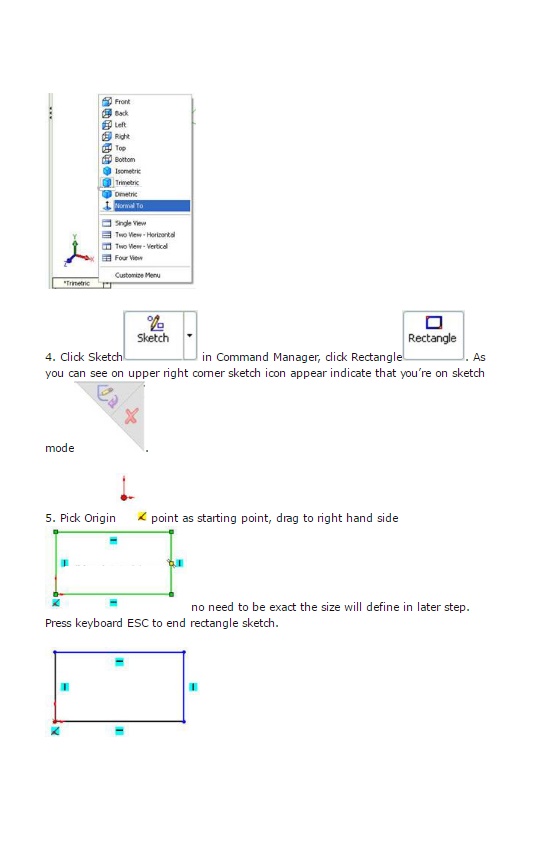 Front
Back
Left
Right
Top
Bottom
Isometric
Trimetric
Dimetric
Normal To
Single View
Two View - Horizontal
Two View - Vertical
Four View
Customize Menu
Y
X
Z
*Trimetric
Sketch
Rectangle
4. Click Sketch in Command Manager, click Rectangle . As
you can see on upper right corner sketch icon appear indicate that you’re on sketch
mode .
5. Pick Origin point as starting point, drag to right hand side
no need to be exact the size will define in later step.
Press keyboard ESC to end rectangle sketch.